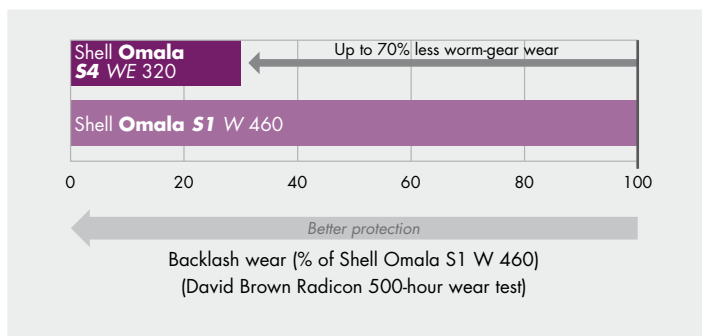 Shell Omala
S4 WE 320
Up to 70% less worm-gear wear
Shell Omala S1 W 460
0 20 40 60 80 100
Better protection
Backlash wear (% of Shell Omala S1 W 460)
(David Brown Radicon 500-hour wear test)